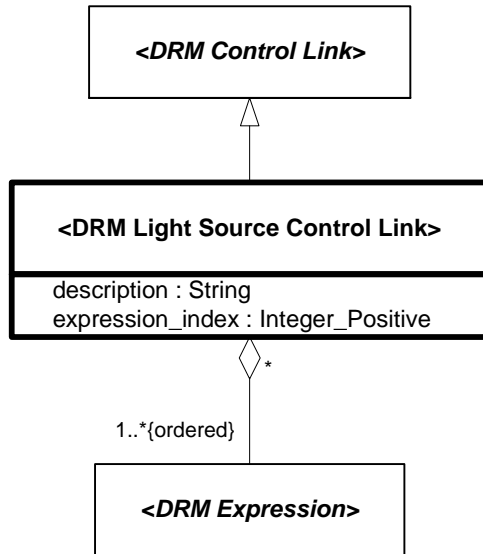 <DRM Control Link>
<DRM Light Source Control Link>
description : String
expression_index : Integer_Positive
*
1..*{ordered}
<DRM Expression>